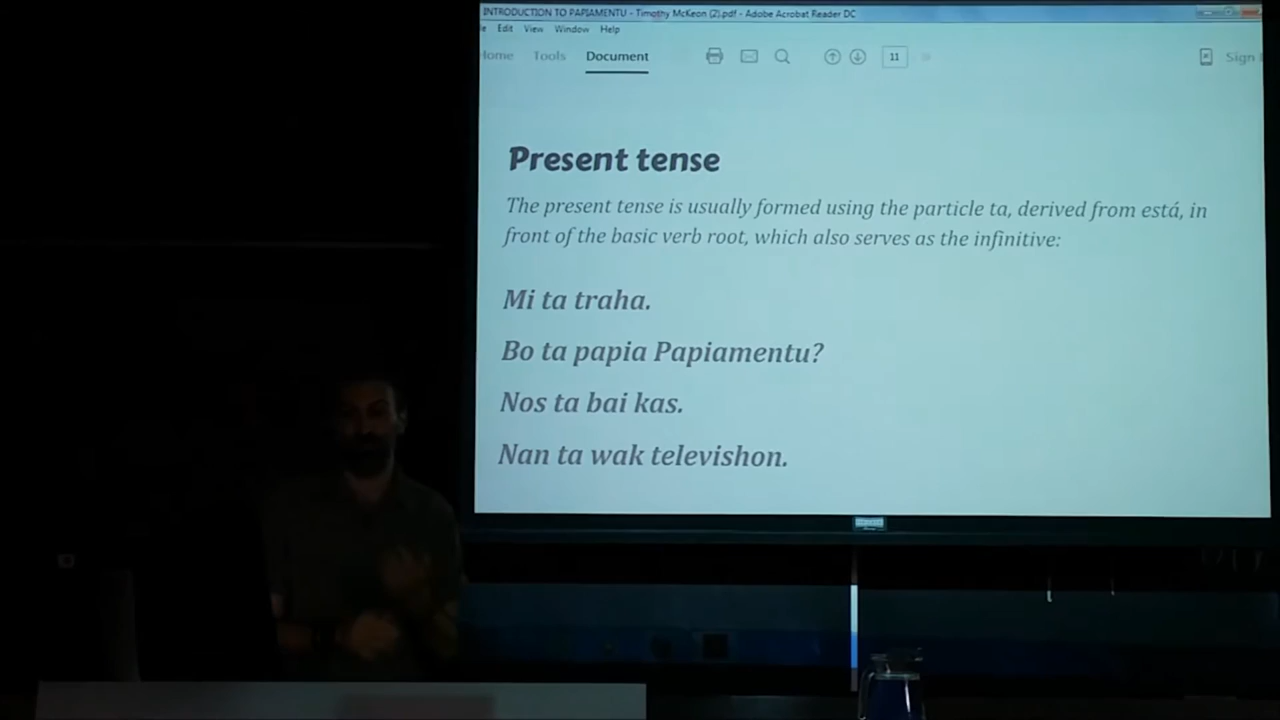 INTRODUCTION TO PAPIAMENTU - Timothy McKeon (2).pdf - Adobe Acrobat Reader DC
Edit View Window Help
Tools Document 11 Sign
Present tense
The present tense is usually formed using the particle ta, derived from está, in
front of the basic verb root, which also serves as the infinitive:
Mi ta traha.
Bo ta papia Papiamentu?
Nos ta bai kas.
Nan ta wak televishon.